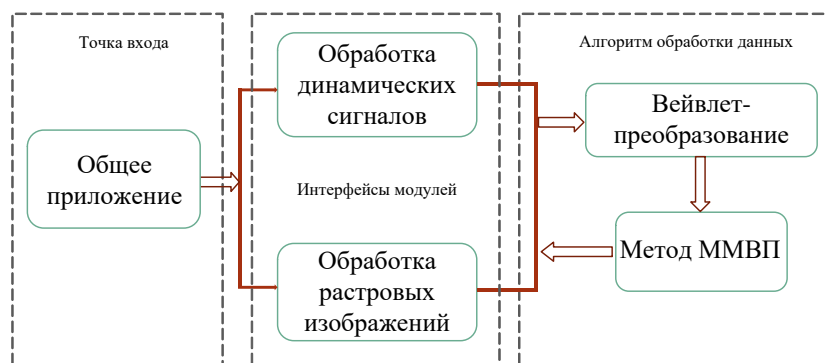 Точка входа
Общее
приложение
Обработка
динамических
сигналов
Интерфейсы модулей
Обработка
растровых
изображений
Алгоритм обработки данных
Вейвлет-
преобразование
Метод ММВП